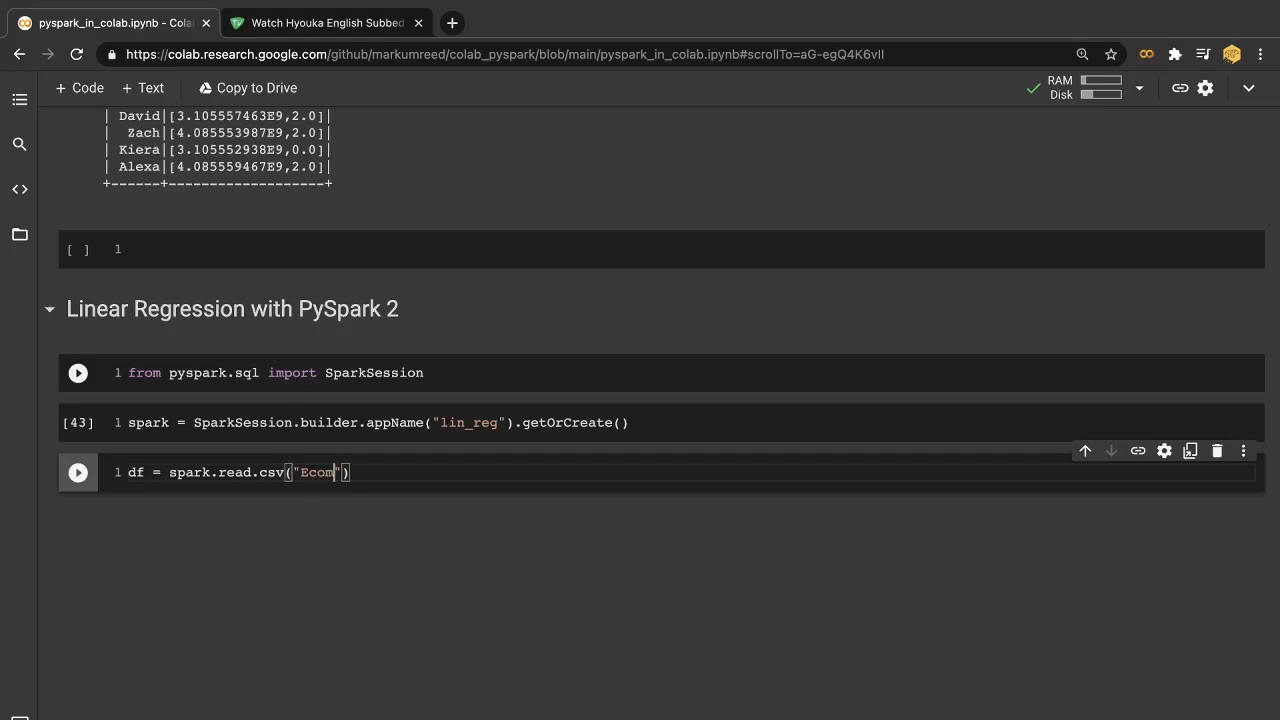 pyspark_in_colab.ipynb - Cola
Watch Hyouka English Subbed
https://colab.research.google.com/github/markumreed/colab_pyspark/blob/main/pyspark_in_colab.ipynb#scrollTo=aG-egQ4K6vIl
+ Code + Text Copy to Drive
RAM
Disk
| David|[3.105557463E9,2.0]|
| Zach|[4.085553987E9,2.0]|
| Kiera|[3.105552938E9,0.0]|
| Alexa|[4.085559467E9,2.0]|
+------+-------------------+
[ ] 1
Linear Regression with PySpark 2
1 from pyspark.sql import SparkSession
[43] 1 spark = SparkSession.builder.appName("lin_reg").getOrCreate()
1 df = spark.read.csv("Ecom")